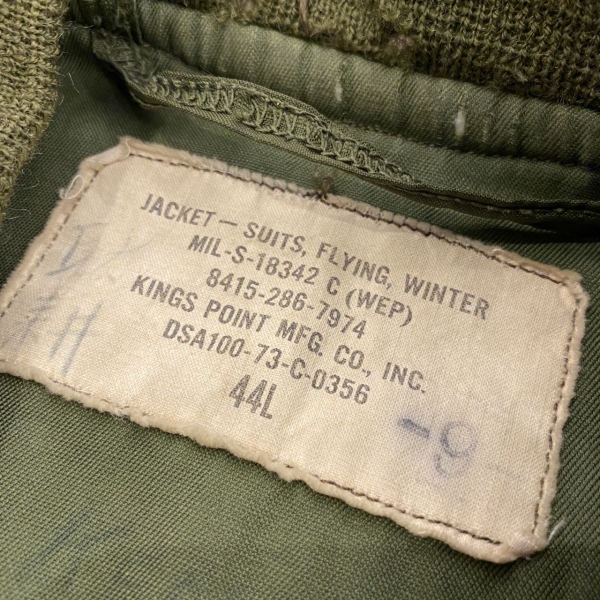 JACKET — SUITS, FLYING, WINTER
MIL-S-18342 C (WEP)
8415-286-7974
KINGS POINT MFG. CO., INC.
DSA100-73-C-0356
44L
-9